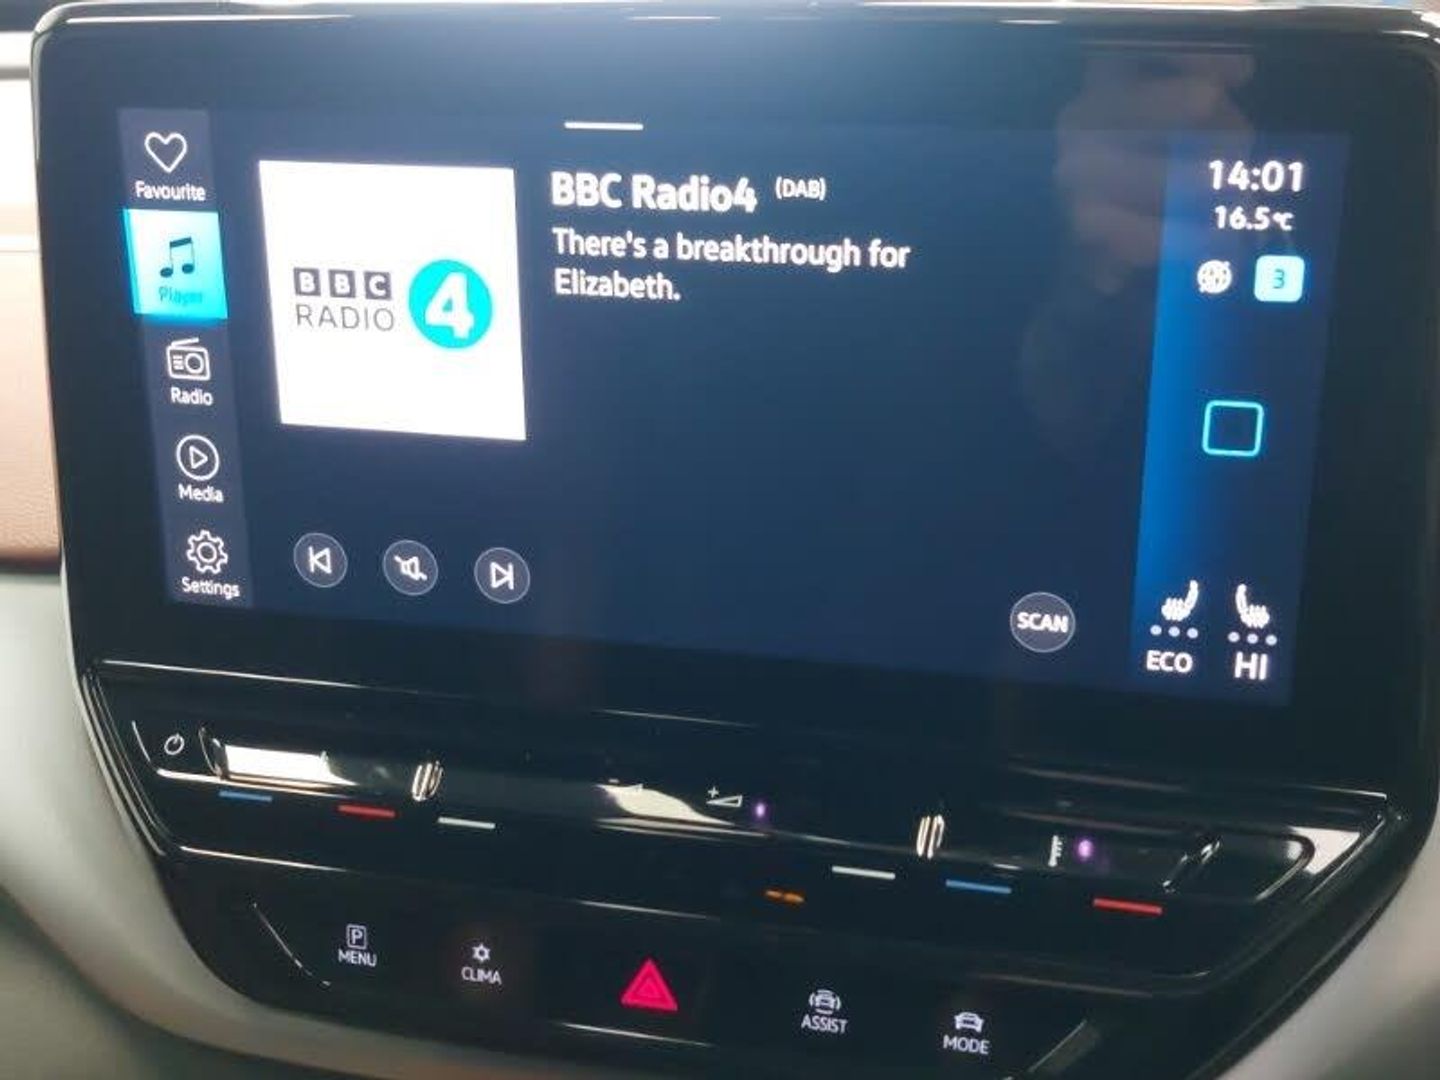 Favourite
Player
Radio
Media
Settings
BBC
RADIO 4
BBC Radio4 (DAB)
There's a breakthrough for
Elizabeth.
14:01
16.5°C
3
SCAN
ECO HI
P
MENU
CLIMA
ASSIST
MODE